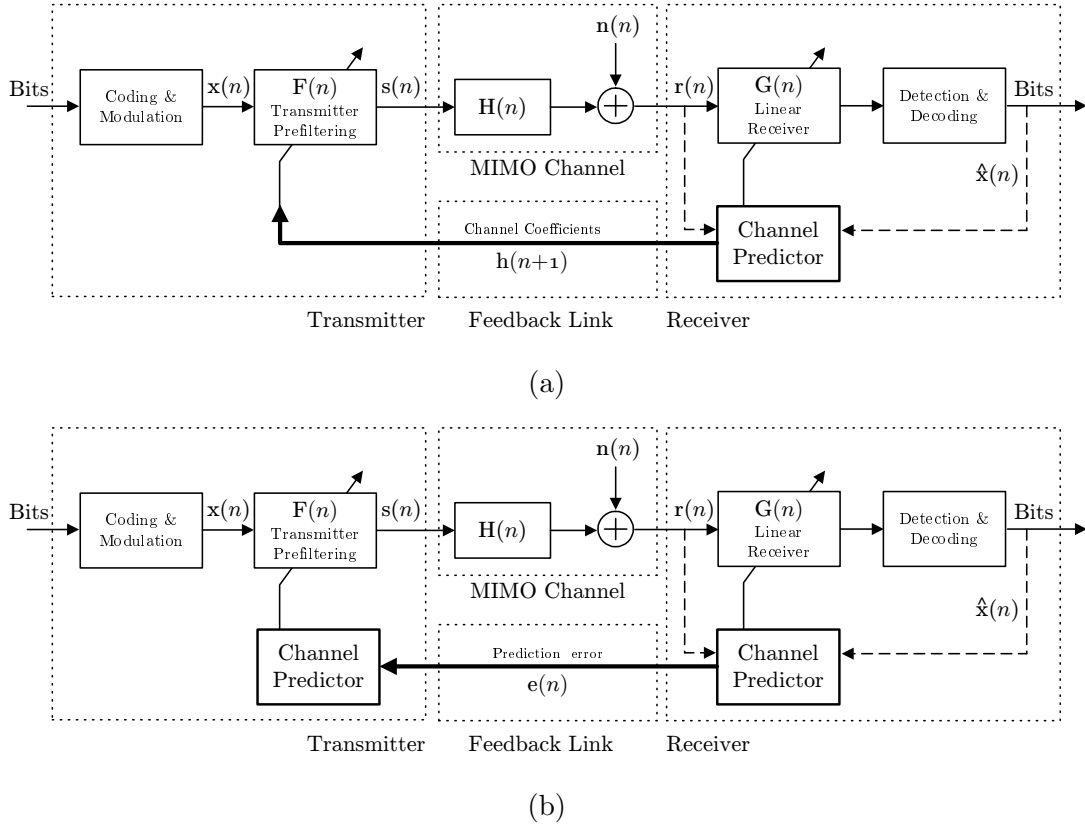 n(n)
Bits
Coding &
Modulation
x(n)
F(n)
Transmitter
Prefiltering
s(n)
H(n)
r(n)
G(n)
Linear
Receiver
Detection &
Decoding
Bits
MIMO Channel
x̂(n)
Channel Coefficients
h(n+1)
Channel
Predictor
Transmitter
Feedback Link
Receiver
(a)
n(n)
Bits
Coding &
Modulation
x(n)
F(n)
Transmitter
Prefiltering
s(n)
H(n)
r(n)
G(n)
Linear
Receiver
Detection &
Decoding
Bits
MIMO Channel
x̂(n)
Channel
Predictor
Prediction error
e(n)
Channel
Predictor
Transmitter
Feedback Link
Receiver
(b)